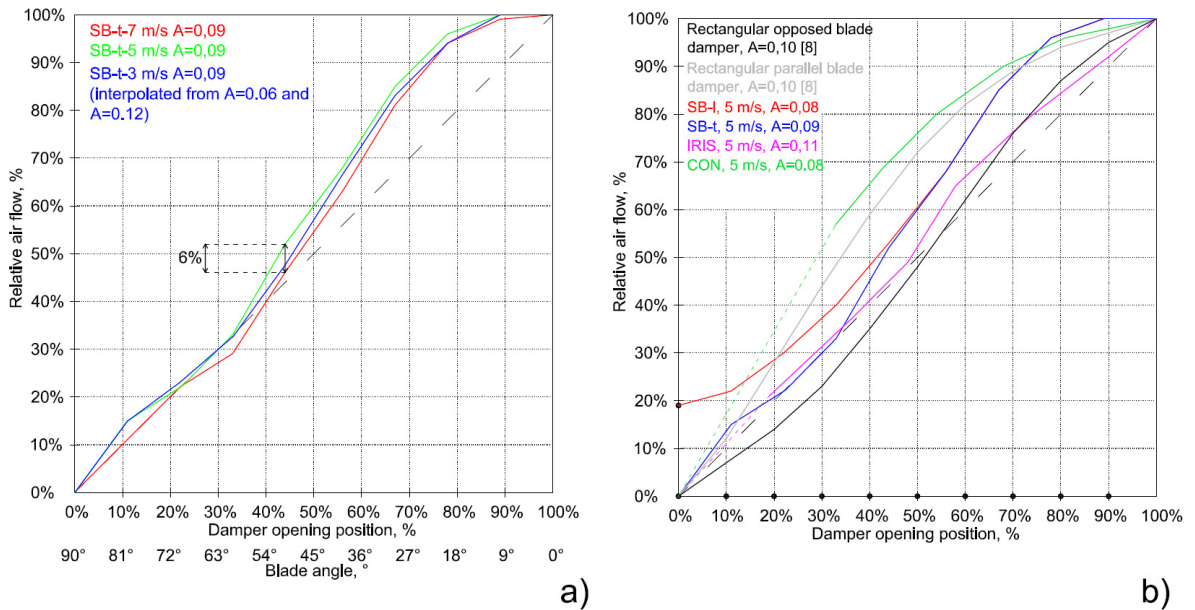 SB-t-7 m/s A=0,09
SB-t-5 m/s A=0,09
SB-t-3 m/s A=0,09
(interpolated from A=0.06 and
A=0.12)
100%
90%
80%
70%
60%
50%
40%
30%
20%
10%
0%
Relative air flow, %
6%
0% 10% 20% 30% 40% 50% 60% 70% 80% 90% 100%
Damper opening position, %
90° 81° 72° 63° 54° 45° 36° 27° 18° 9° 0°
Blade angle, °
a)
Rectangular opposed blade
damper, A=0,10 [8]
Rectangular parallel blade
damper, A=0,10 [8]
SB-l, 5 m/s, A=0,08
SB-t, 5 m/s, A=0,09
IRIS, 5 m/s, A=0,11
CON, 5 m/s, A=0.08
100%
90%
80%
70%
60%
50%
40%
30%
20%
10%
0%
Relative air flow, %
0% 10% 20% 30% 40% 50% 60% 70% 80% 90% 100%
Damper opening position, %
b)